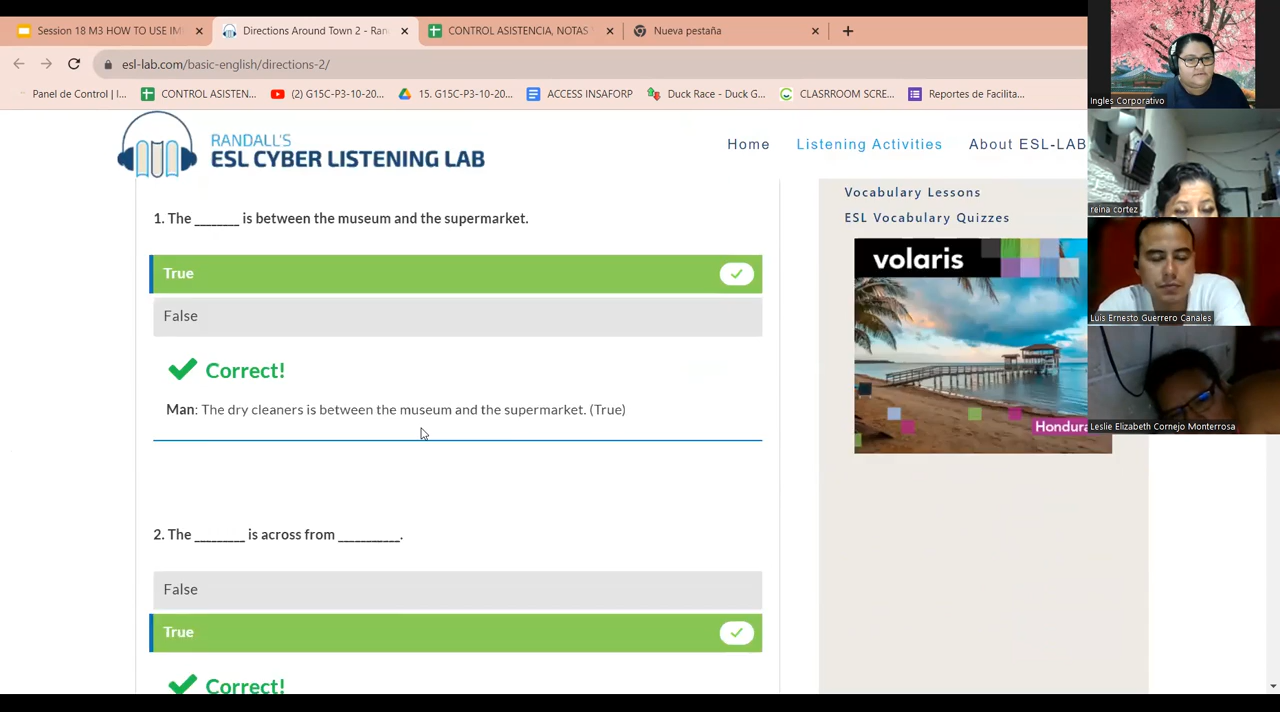 Session 18 M3 HOW TO USE IM
Directions Around Town 2 - Ran
CONTROL ASISTENCIA, NOTAS
Nueva pestaña
esl-lab.com/basic-english/directions-2/
Panel de Control | I...
CONTROL ASISTEN...
(2) G15C-P3-10-20...
15. G15C-P3-10-20...
ACCESS INSAFORP
Duck Race - Duck G...
CLASRROOM SCRE...
Reportes de Facilita...
Ingles Corporativo
RANDALL'S
ESL CYBER LISTENING LAB
Home
Listening Activities
About ESL-LAB
Vocabulary Lessons
ESL Vocabulary Quizzes
reina cortez
1. The _______ is between the museum and the supermarket.
True
False
Correct!
Man: The dry cleaners is between the museum and the supermarket. (True)
2. The ________ is across from __________.
False
True
Correct!
volaris
Hondura
Luis Ernesto Guerrero Canales
Leslie Elizabeth Cornejo Monterrosa